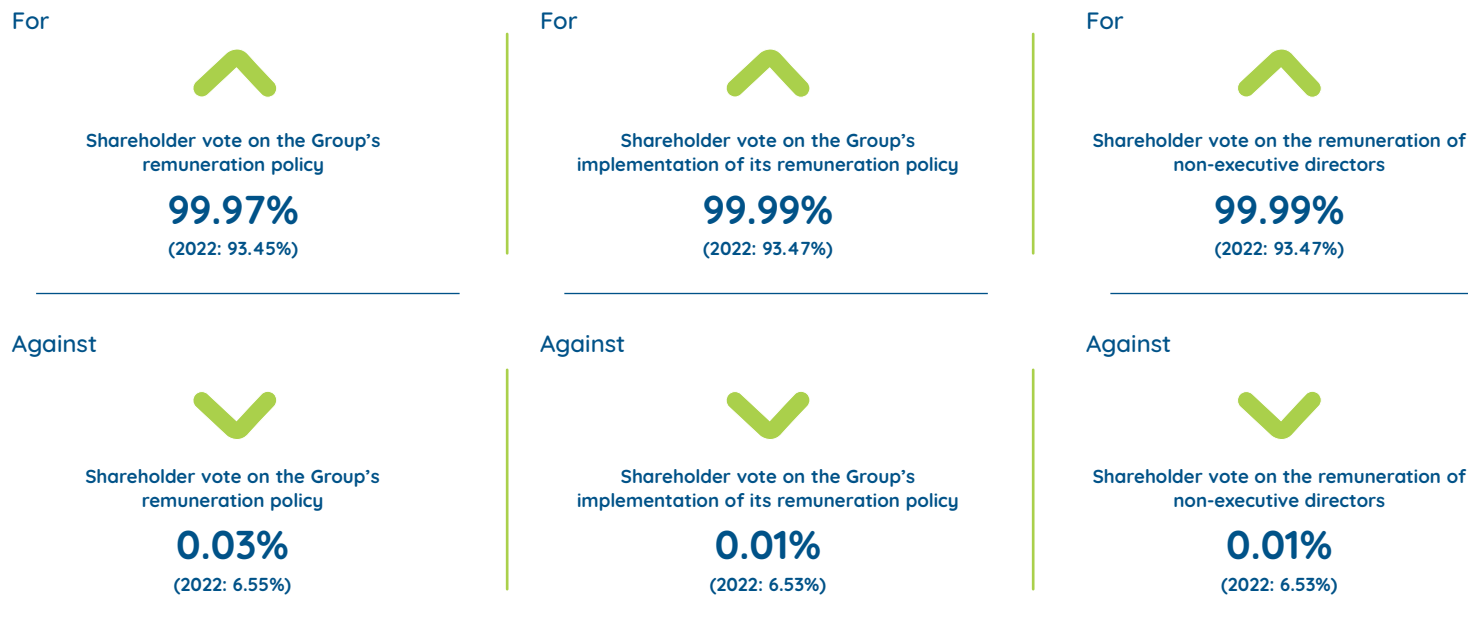 For
Shareholder vote on the Group’s
remuneration policy
99.97%
(2022: 93.45%)
For
Shareholder vote on the Group’s
implementation of its remuneration policy
99.99%
(2022: 93.47%)
For
Shareholder vote on the remuneration of
non-executive directors
99.99%
(2022: 93.47%)
Against
Shareholder vote on the Group’s
remuneration policy
0.03%
(2022: 6.55%)
Against
Shareholder vote on the Group’s
implementation of its remuneration policy
0.01%
(2022: 6.53%)
Against
Shareholder vote on the remuneration of
non-executive directors
0.01%
(2022: 6.53%)